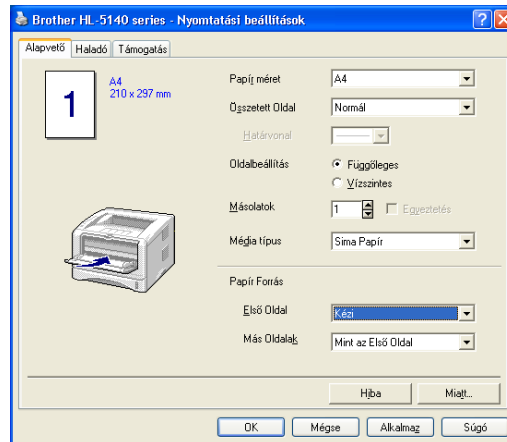 Brother HL-5140 series - Nyomtatási beállítások
Alapvető Haladó Támogatás
1
A4
210 x 297 mm
Papír méret A4
Összetett Oldal Normál
Határvonal
Oldalbeállítás Függőleges
Vízszintes
Másolatok 1 Egyeztetés
Média típus Sima Papír
Papír Forrás
Első Oldal Kézi
Más Oldalak Mint az Első Oldal
Hiba Miatt...
OK Mégse Alkalmaz Súgó